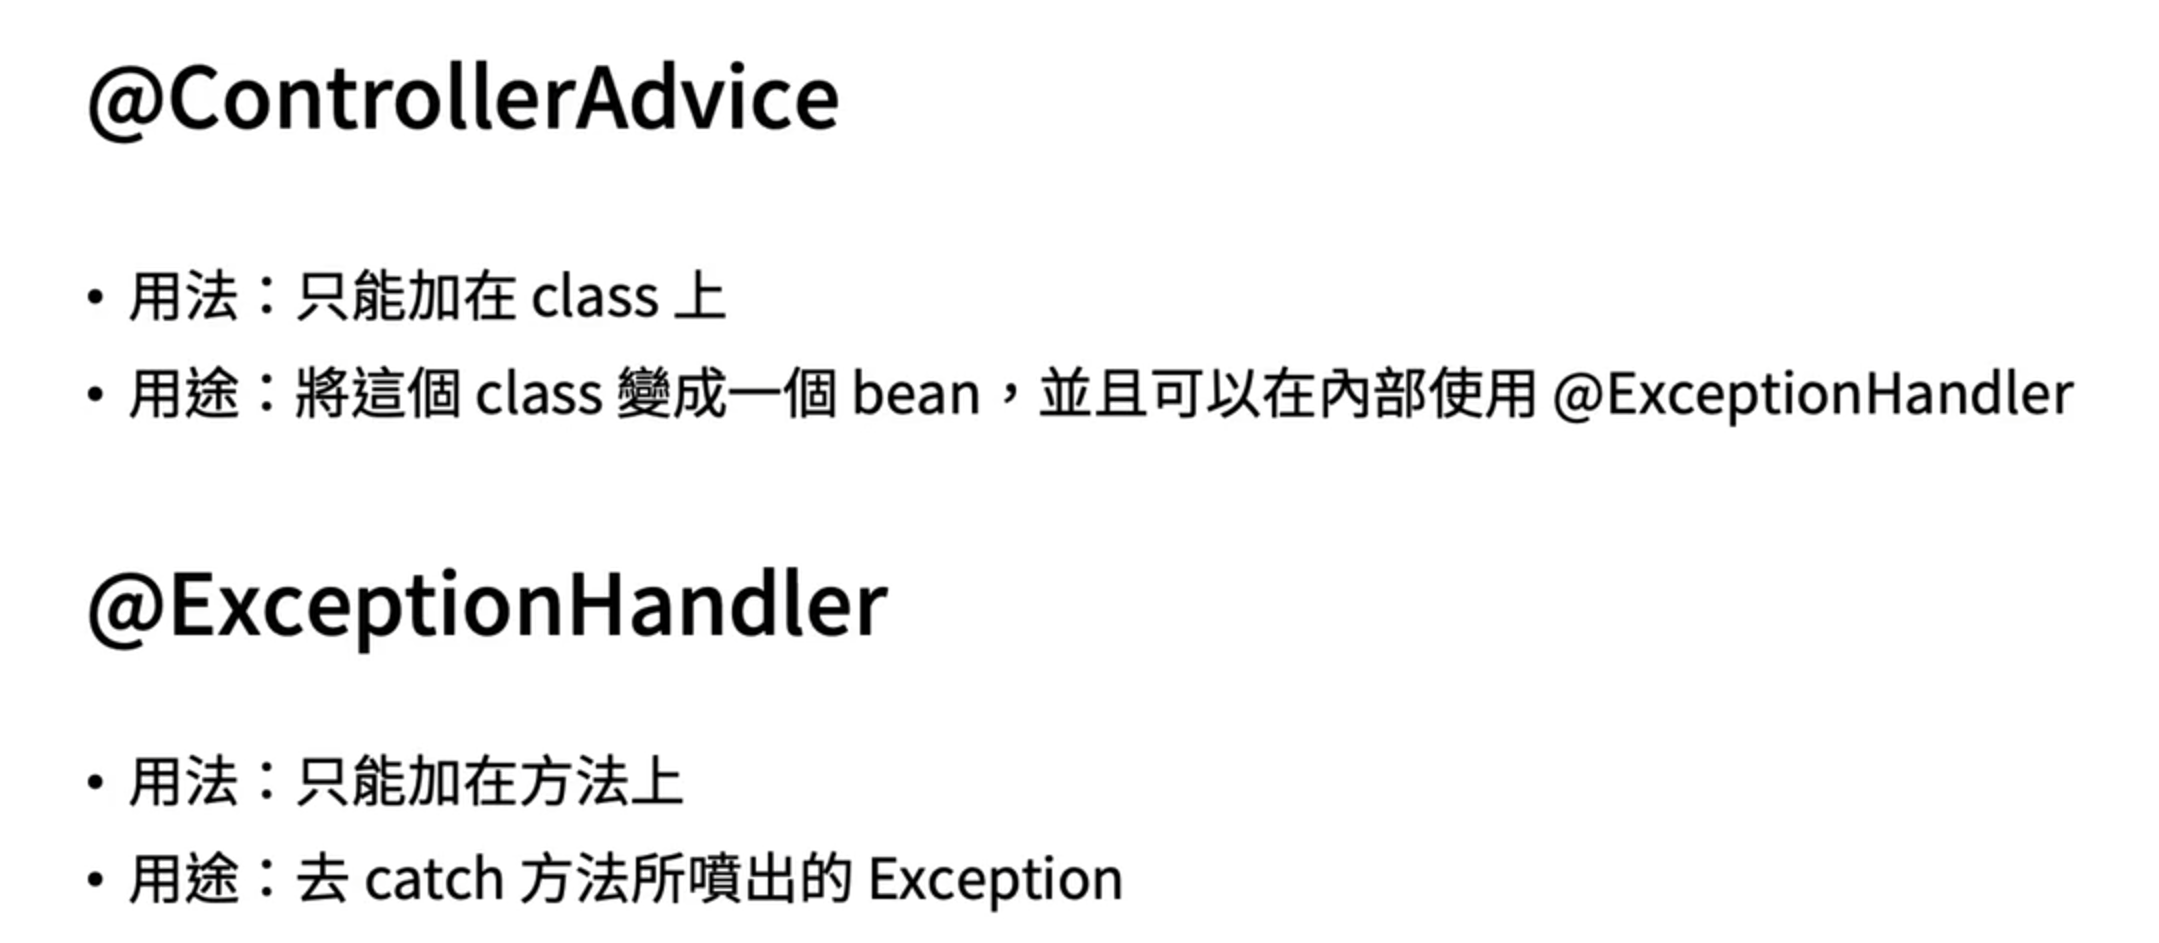 @ControllerAdvice
• 用法：只能加在 class 上
• 用途：將這個 class 變成一個 bean，並且可以在內部使用 @ExceptionHandler
@ExceptionHandler
• 用法：只能加在方法上
• 用途：去 catch 方法所噴出的 Exception